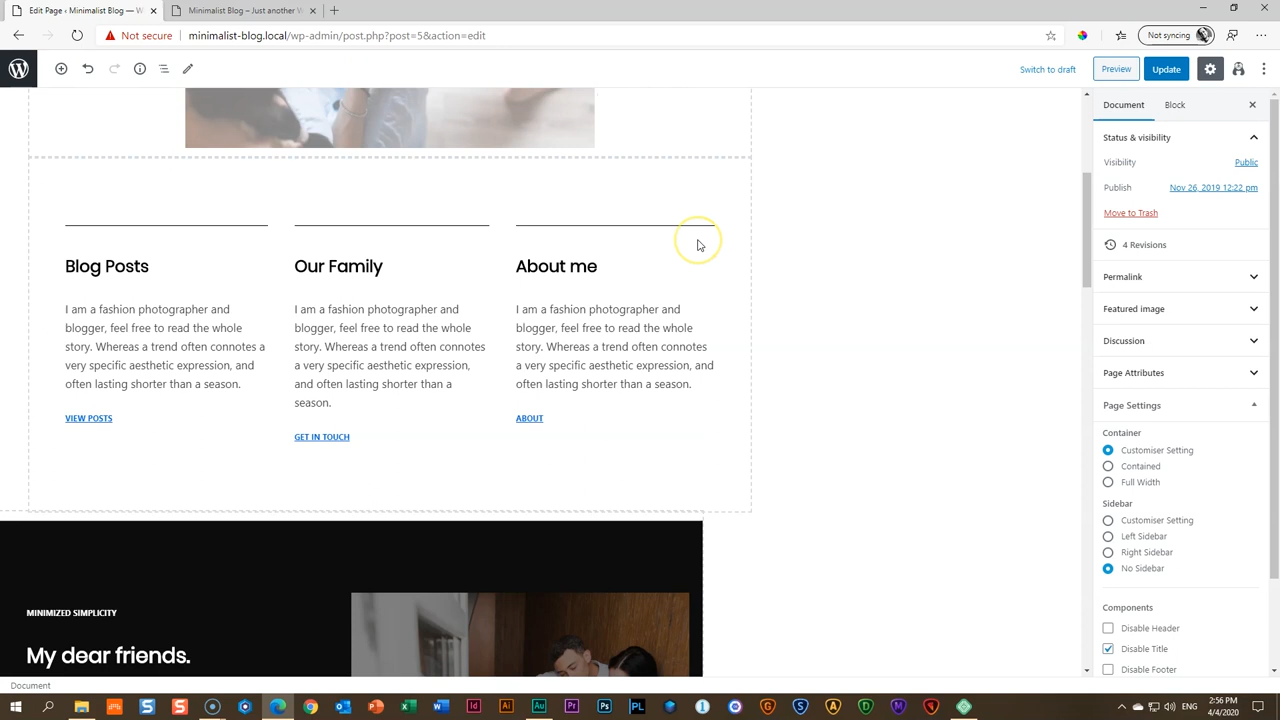 Edit Page ‹ Minimalist Blog — W
Minimalist Blog – Just another W
Not secure
minimalist-blog.local/wp-admin/post.php?post=5&action=edit
Not syncing
Switch to draft
Preview
Update
Document
Block
Status & visibility
Visibility
Public
Publish
Nov 26, 2019 12:22 pm
Move to Trash
4 Revisions
Permalink
Featured image
Discussion
Page Attributes
Page Settings
Container
Customiser Setting
Contained
Full Width
Sidebar
Customiser Setting
Left Sidebar
Right Sidebar
No Sidebar
Components
Disable Header
Disable Title
Disable Footer
Blog Posts
I am a fashion photographer and
blogger, feel free to read the whole
story. Whereas a trend often connotes a
very specific aesthetic expression, and
often lasting shorter than a season.
VIEW POSTS
Our Family
I am a fashion photographer and
blogger, feel free to read the whole
story. Whereas a trend often connotes
a very specific aesthetic expression,
and often lasting shorter than a
season.
GET IN TOUCH
About me
I am a fashion photographer and
blogger, feel free to read the whole
story. Whereas a trend often connotes
a very specific aesthetic expression, and
often lasting shorter than a season.
ABOUT
MINIMIZED SIMPLICITY
My dear friends.
Document
2:56 PM
4/4/2020